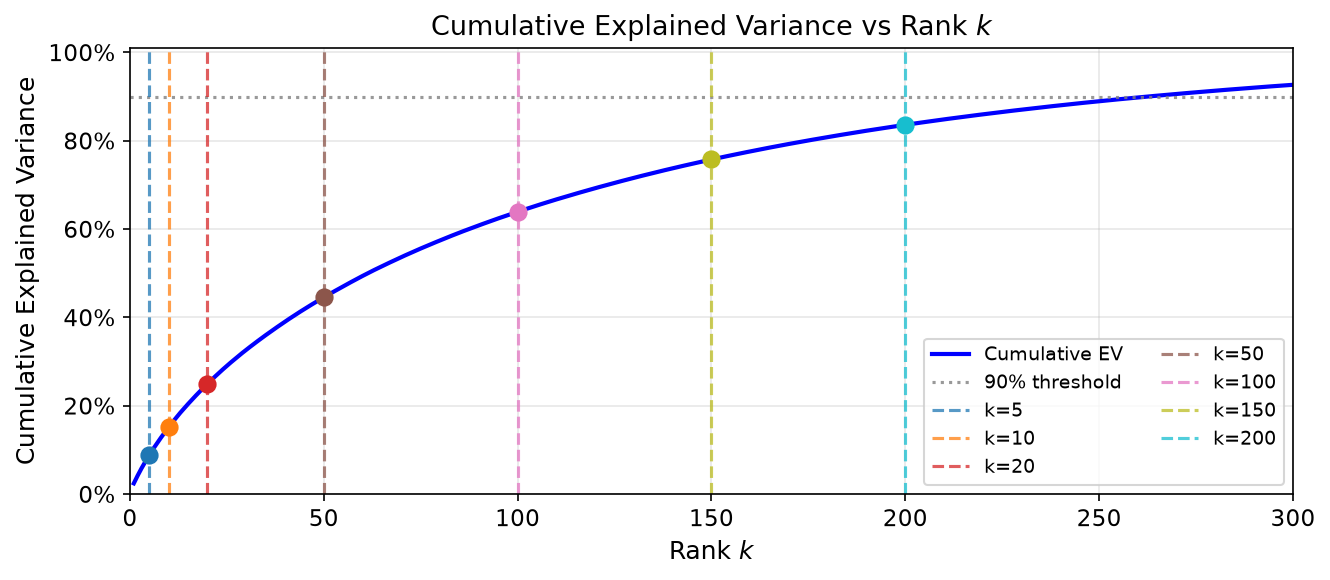 Cumulative Explained Variance vs Rank k
Cumulative Explained Variance
100%
80%
60%
40%
20%
0%
0 50 100 150 200 250 300
Rank k
Cumulative EV
90% threshold
k=5
k=10
k=20
k=50
k=100
k=150
k=200